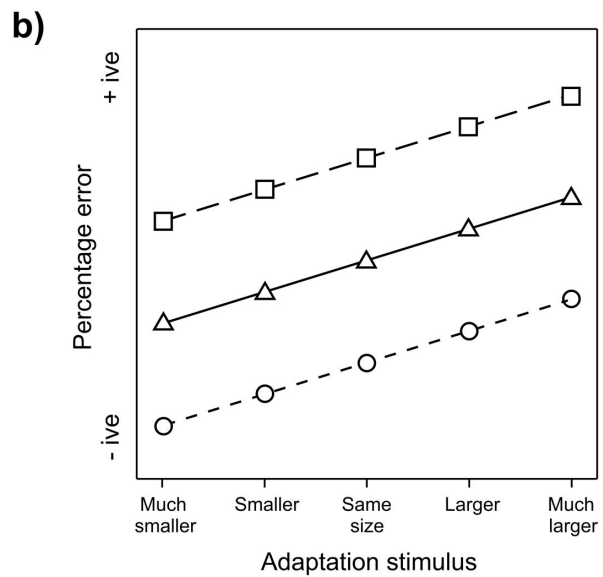 b)
+ ive
Percentage error
- ive
Much smaller
Smaller
Same size
Larger
Much larger
Adaptation stimulus